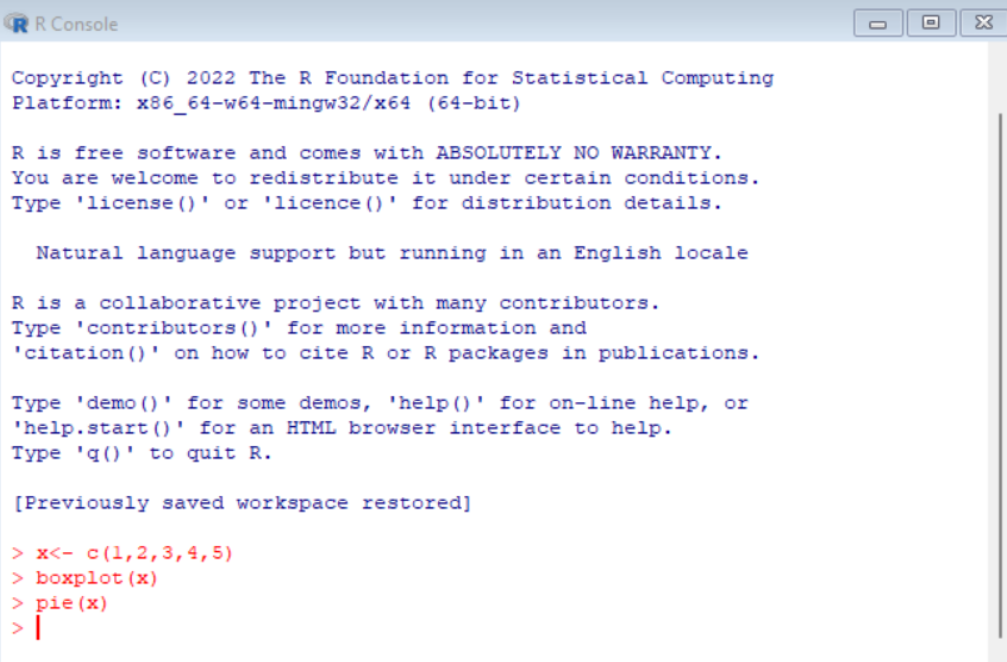 R Console
Copyright (C) 2022 The R Foundation for Statistical Computing
Platform: x86_64-w64-mingw32/x64 (64-bit)
R is free software and comes with ABSOLUTELY NO WARRANTY.
You are welcome to redistribute it under certain conditions.
Type 'license()' or 'licence()' for distribution details.
Natural language support but running in an English locale
R is a collaborative project with many contributors.
Type 'contributors()' for more information and
'citation()' on how to cite R or R packages in publications.
Type 'demo()' for some demos, 'help()' for on-line help, or
'help.start()' for an HTML browser interface to help.
Type 'q()' to quit R.
[Previously saved workspace restored]
> x<- c(1,2,3,4,5)
> boxplot(x)
> pie(x)
>